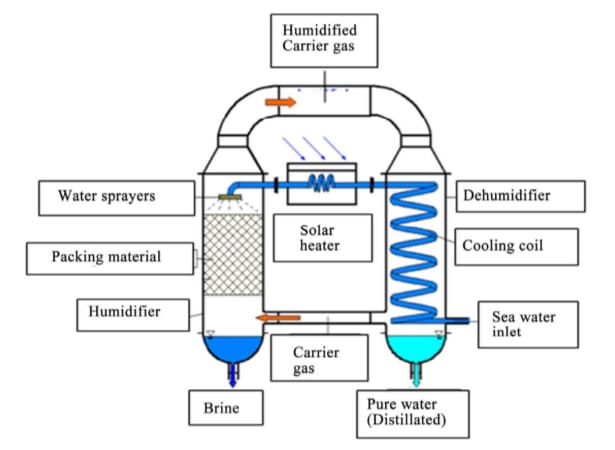 Humidified
Carrier gas
Water sprayers
Dehumidifier
Solar
heater
Cooling coil
Packing material
Humidifier
Sea water
inlet
Carrier
gas
Brine
Pure water
(Distillated)